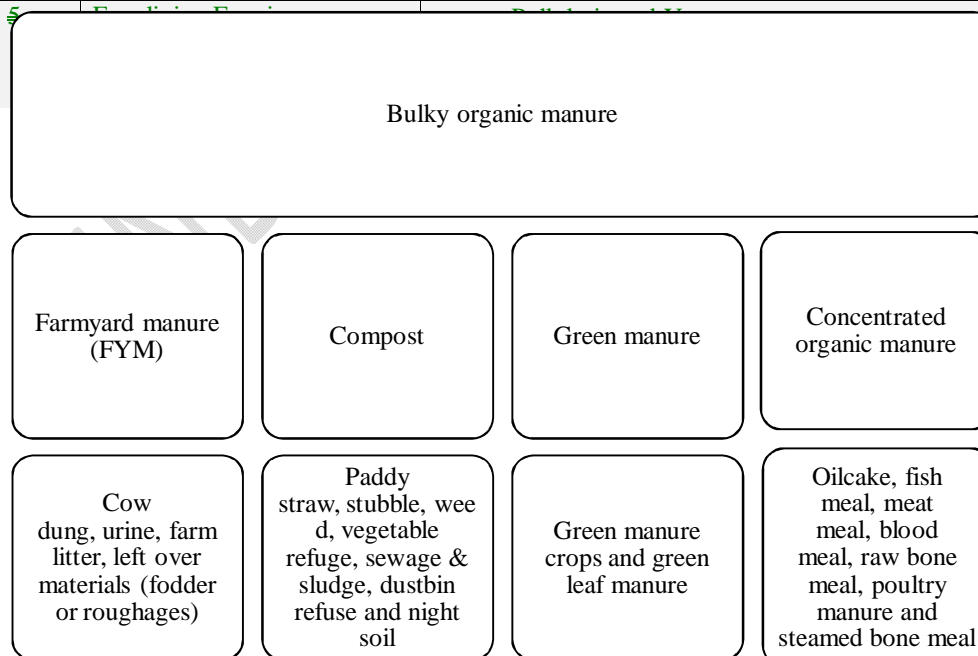 5
Bulky organic manure
Farmyard manure
(FYM)
Compost
Green manure
Concentrated
organic manure
Cow
dung, urine, farm
litter, left over
materials (fodder
or roughages)
Paddy
straw, stubble, wee
d, vegetable
refuge, sewage &
sludge, dustbin
refuse and night
soil
Green manure
crops and green
leaf manure
Oilcake, fish
meal, meat
meal, blood
meal, raw bone
meal, poultry
manure and
steamed bone meal